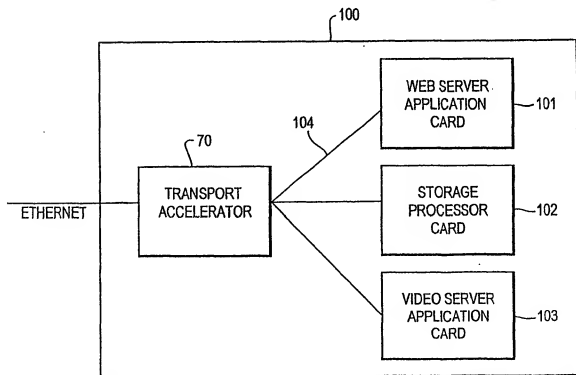 100
WEB SERVER
APPLICATION
CARD
101
104
70
TRANSPORT
ACCELERATOR
ETHERNET
STORAGE
PROCESSOR
CARD
102
VIDEO SERVER
APPLICATION
CARD
103